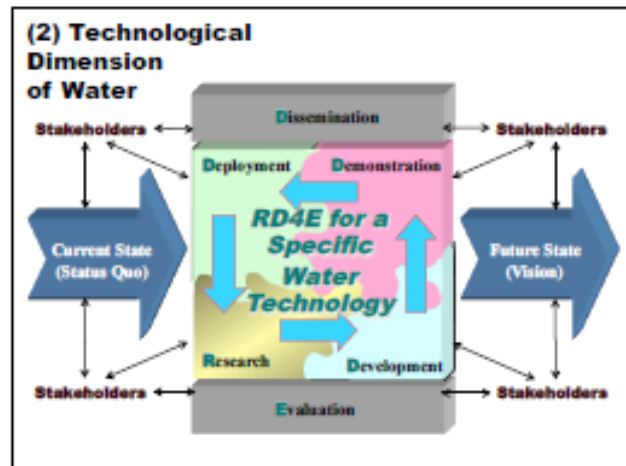 (2) Technological
Dimension
of Water
Dissemination
Stakeholders
Stakeholders
Deployment
Demonstration
RD4E for a
Specific
Water
Technology
Current State
(Status Quo)
Future State
(Vision)
Research
Development
Stakeholders
Stakeholders
Evaluation